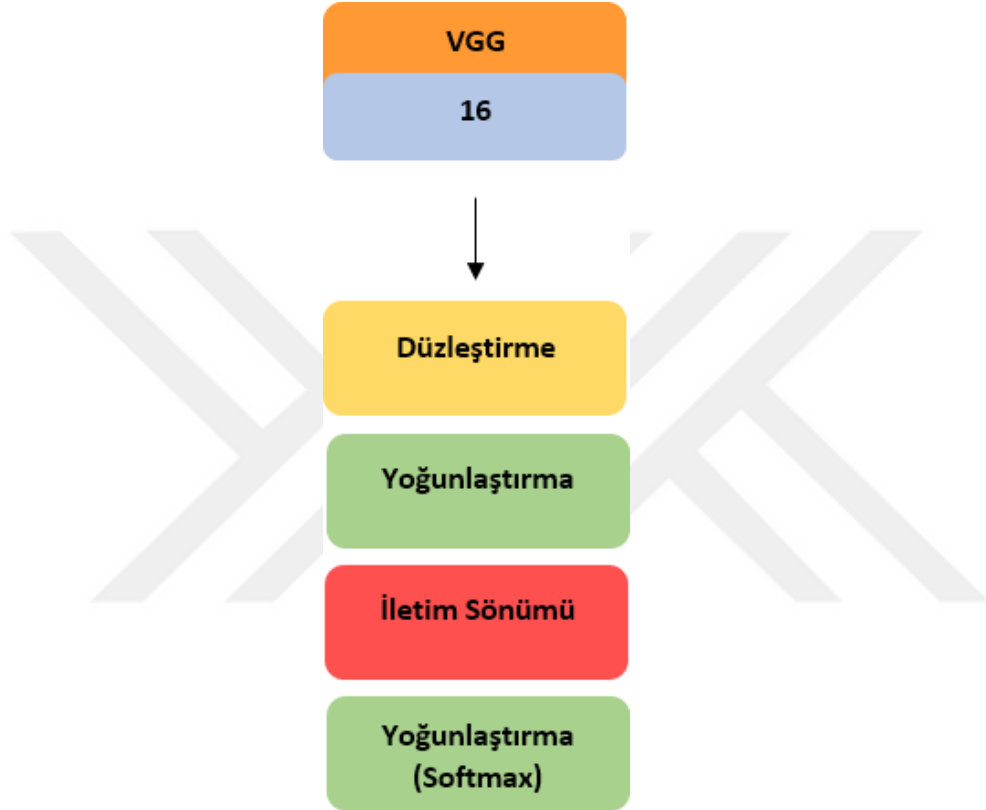 VGG
16
Düzleştirme
Yoğunlaştırma
İletim Sönümü
Yoğunlaştırma
(Softmax)